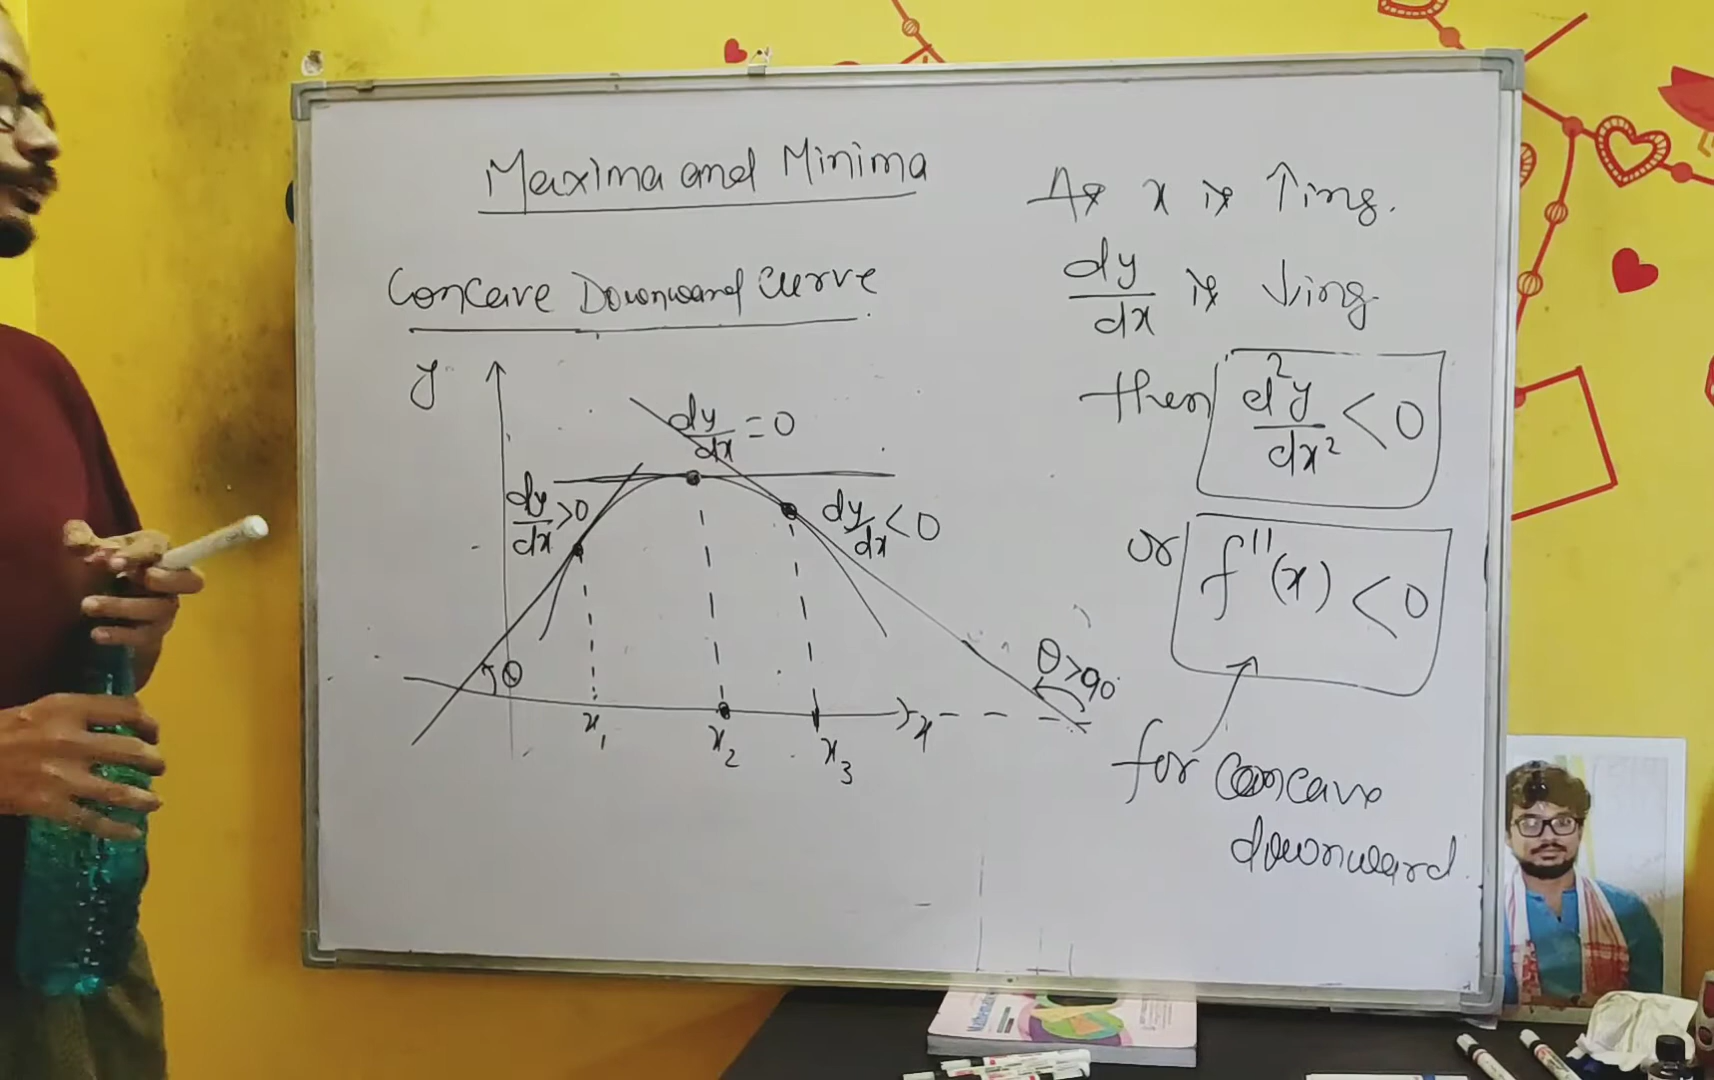 Maxima and Minima
Concave Downward Curve
y
dy/dx = 0
dy/dx > 0
dy/dx < 0
θ
θ > 90
x₁
x₂
x₃
x
As x is ↑ing.
dy/dx is ↓ing.
then d²y/dx² < 0
or f''(x) < 0
for concave
downward.
Mathematics